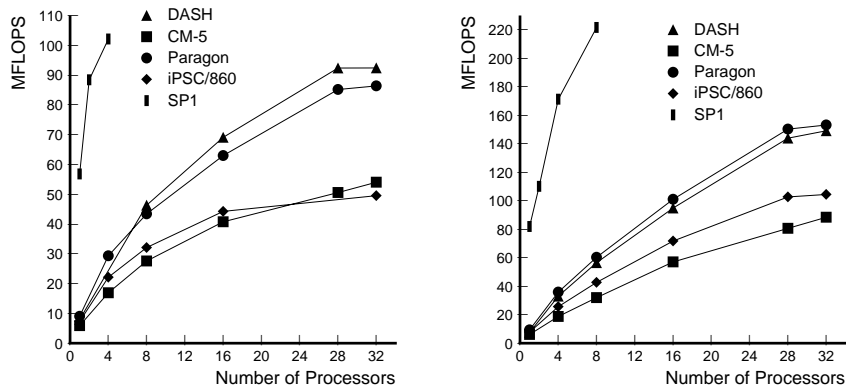 MFLOPS
110
100
90
80
70
60
50
40
30
20
10
0
DASH
CM-5
Paragon
iPSC/860
SP1
0 4 8 12 16 20 24 28 32
Number of Processors
MFLOPS
220
200
180
160
140
120
100
80
60
40
20
0
DASH
CM-5
Paragon
iPSC/860
SP1
0 4 8 12 16 20 24 28 32
Number of Processors